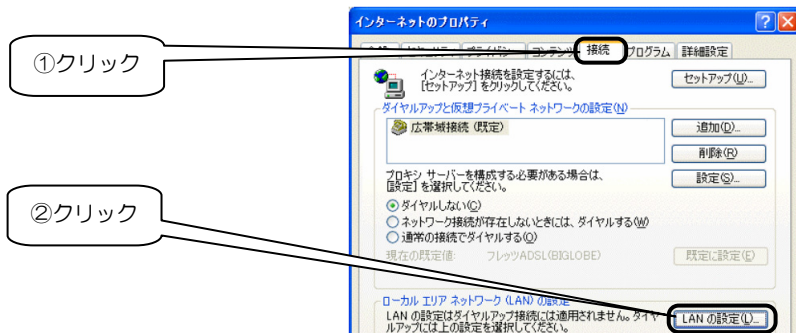 インターネットのプロパティ
①クリック
接続
プログラム
詳細設定
インターネット接続を設定するには、
[セットアップ] をクリックしてください。
セットアップ(U)...
ダイヤルアップと仮想プライベート ネットワークの設定(N)
広帯域接続 (既定)
追加(D)...
削除(R)
プロキシ サーバーを構成する必要がある場合は、
[設定] を選択してください。
設定(S)...
②クリック
ダイヤルしない(C)
ネットワーク接続が存在しないときには、ダイヤルする(W)
通常の接続でダイヤルする(O)
現在の既定値:
フレッツADSL(BIGLOBE)
既定に設定(E)
ローカル エリア ネットワーク (LAN) の設定
LAN の設定はダイヤルアップ接続には適用されません。ダイヤ
ルアップには上の設定を選択してください。
LAN の設定(L)...